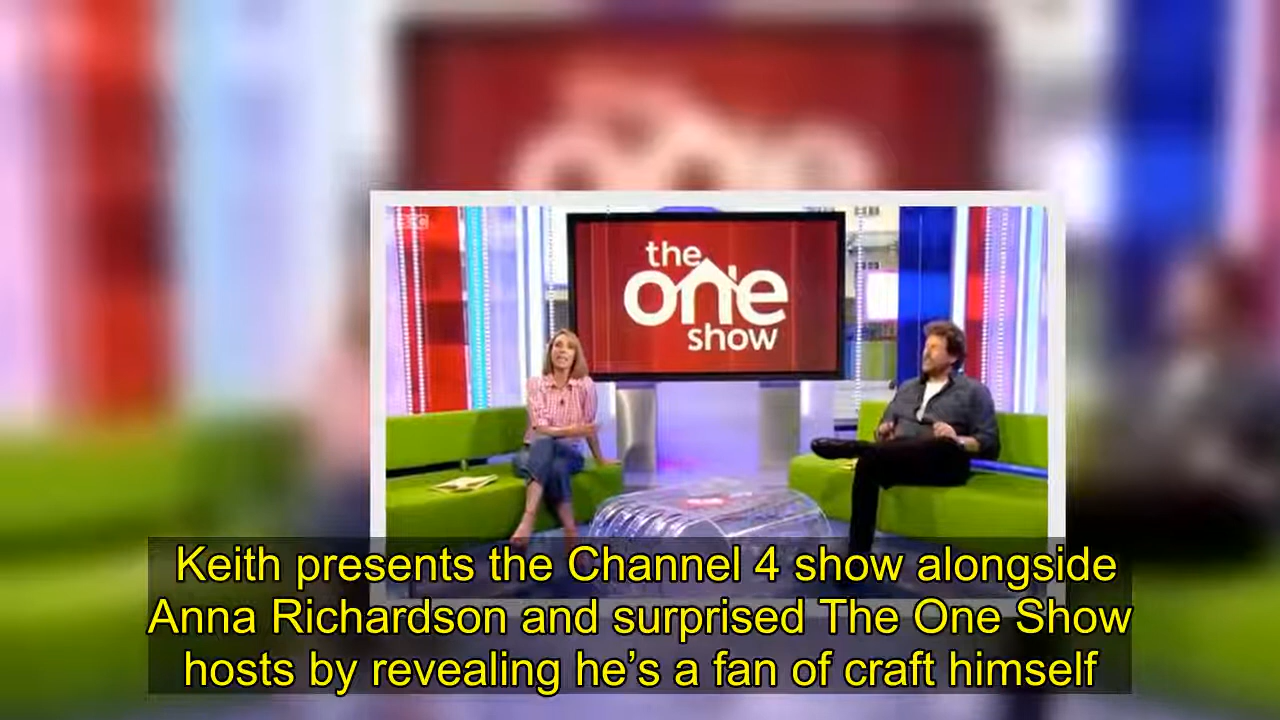 the
one
show
Keith presents the Channel 4 show alongside
Anna Richardson and surprised The One Show
hosts by revealing he’s a fan of craft himself